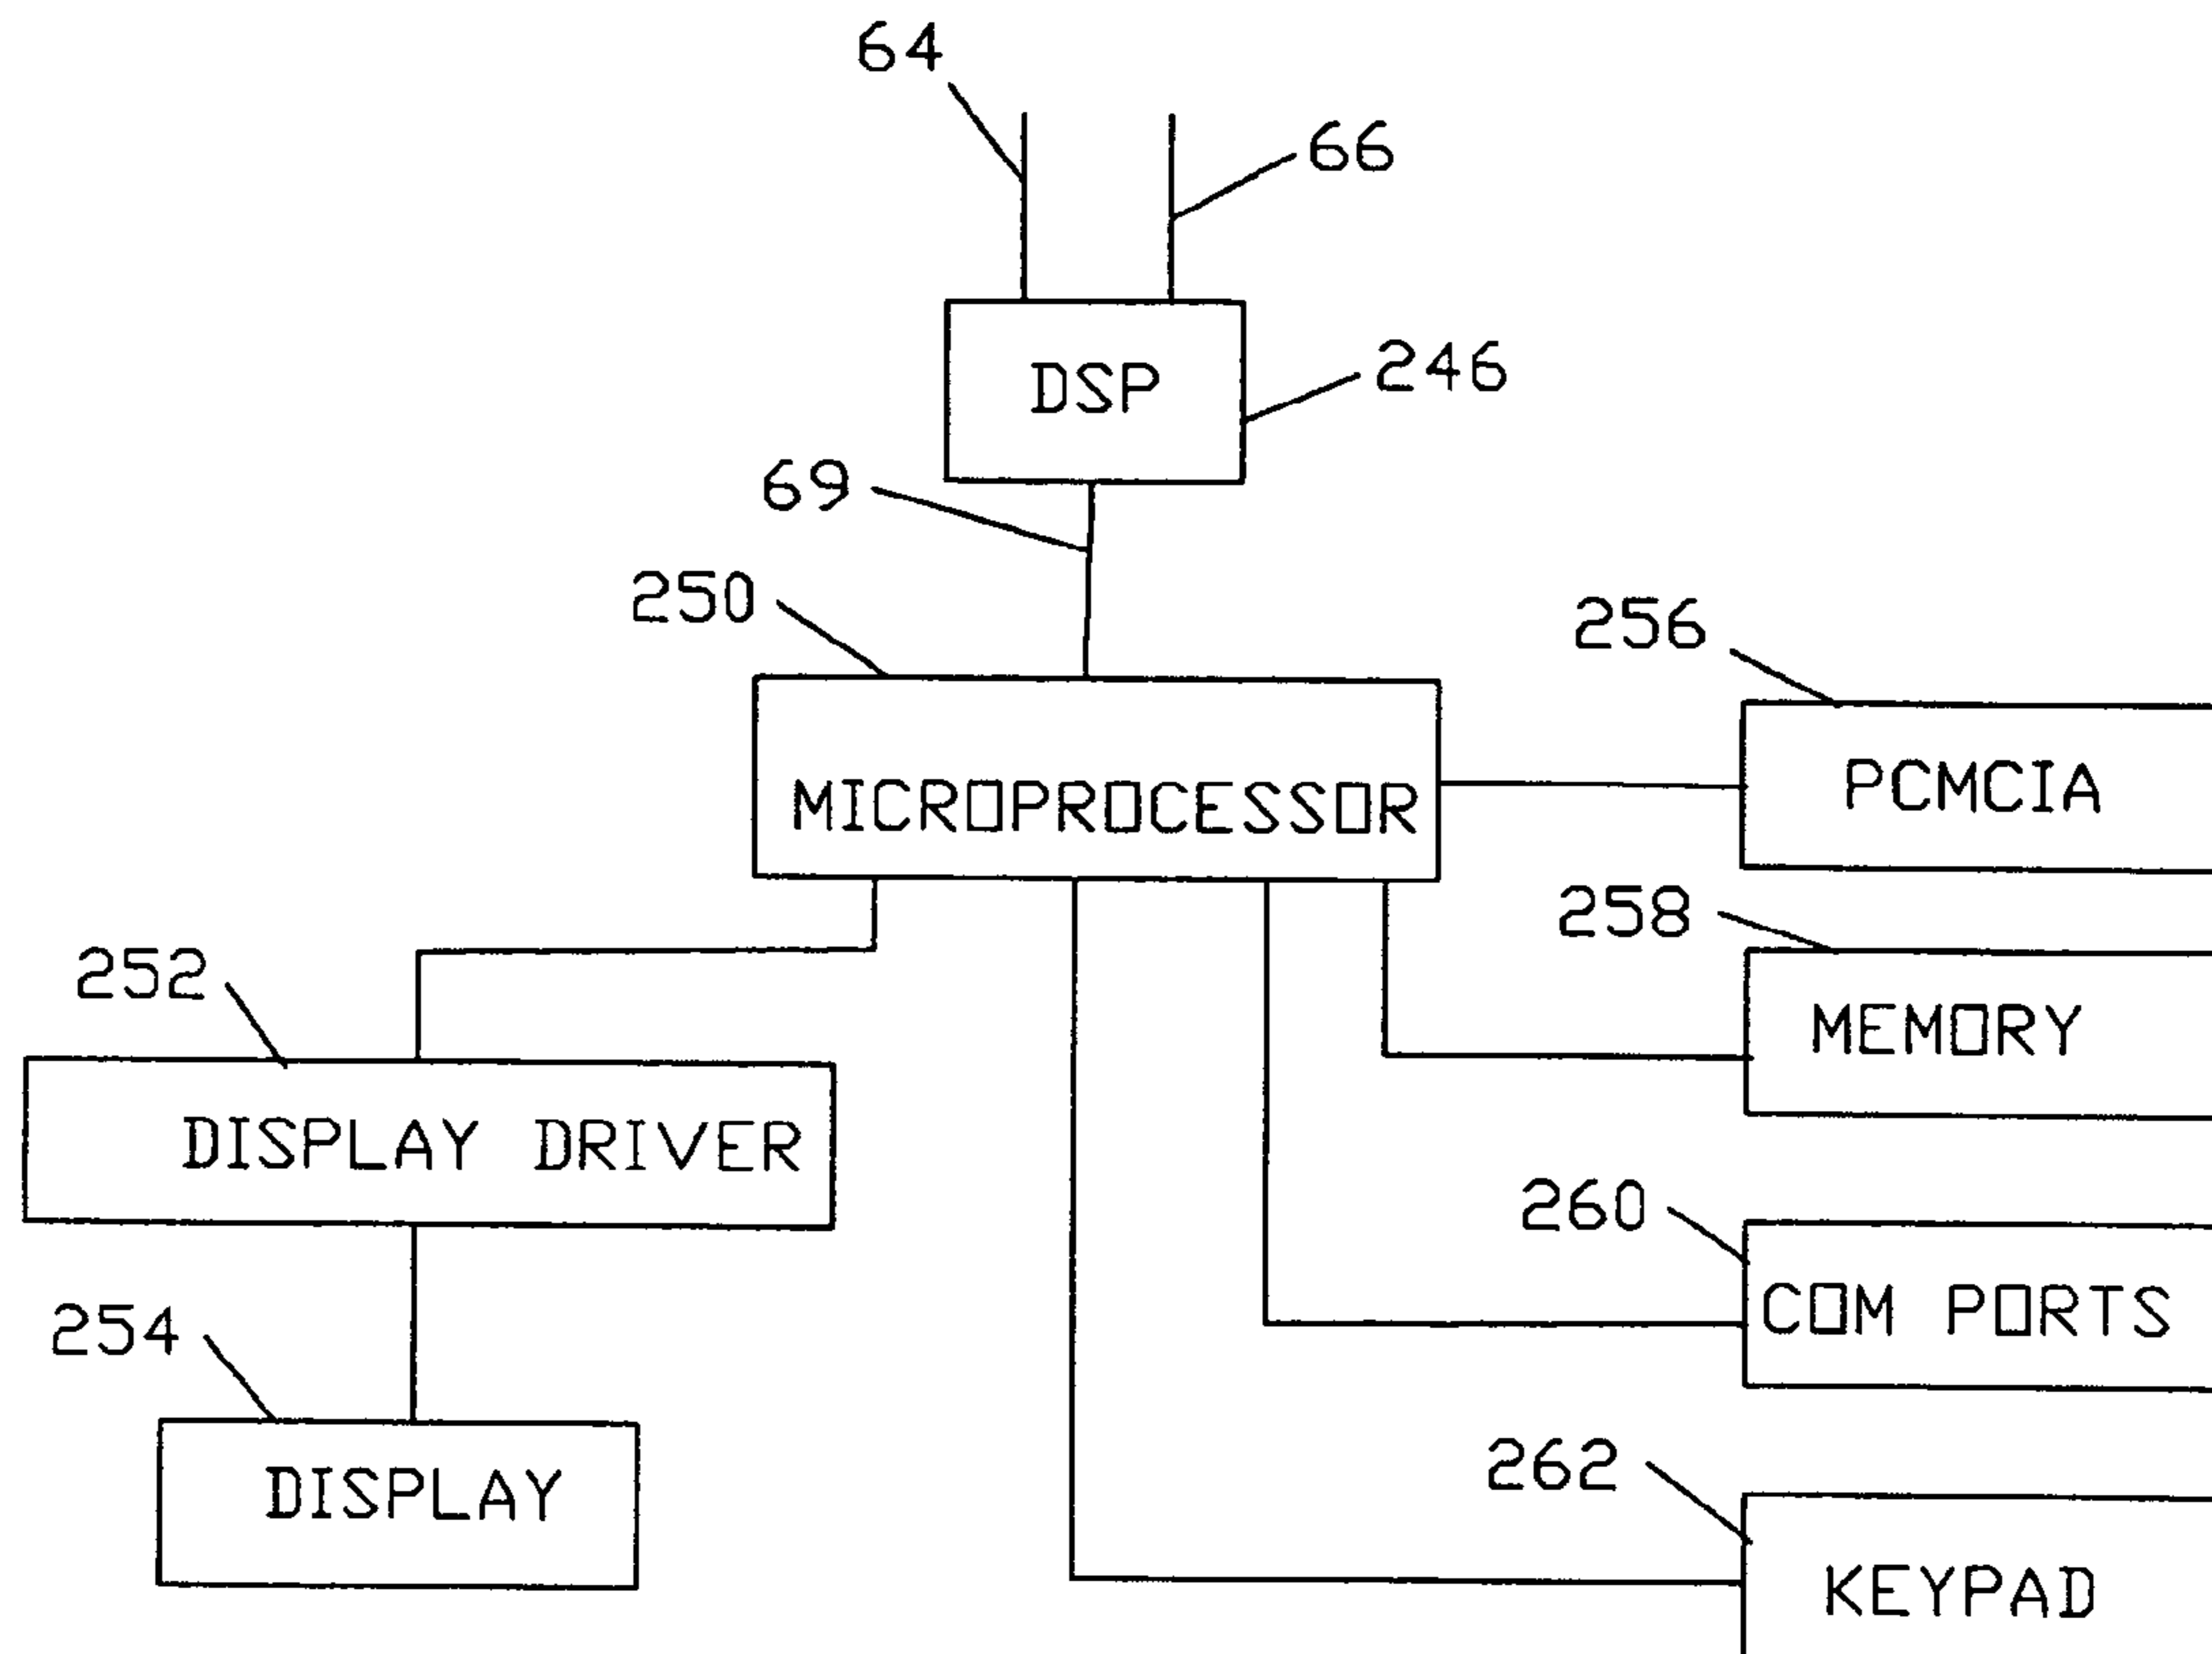 64
66
DSP
246
69
250
256
MICROPROCESSOR
PCMCIA
258
252
MEMORY
DISPLAY DRIVER
260
254
COM PORTS
262
DISPLAY
KEYPAD